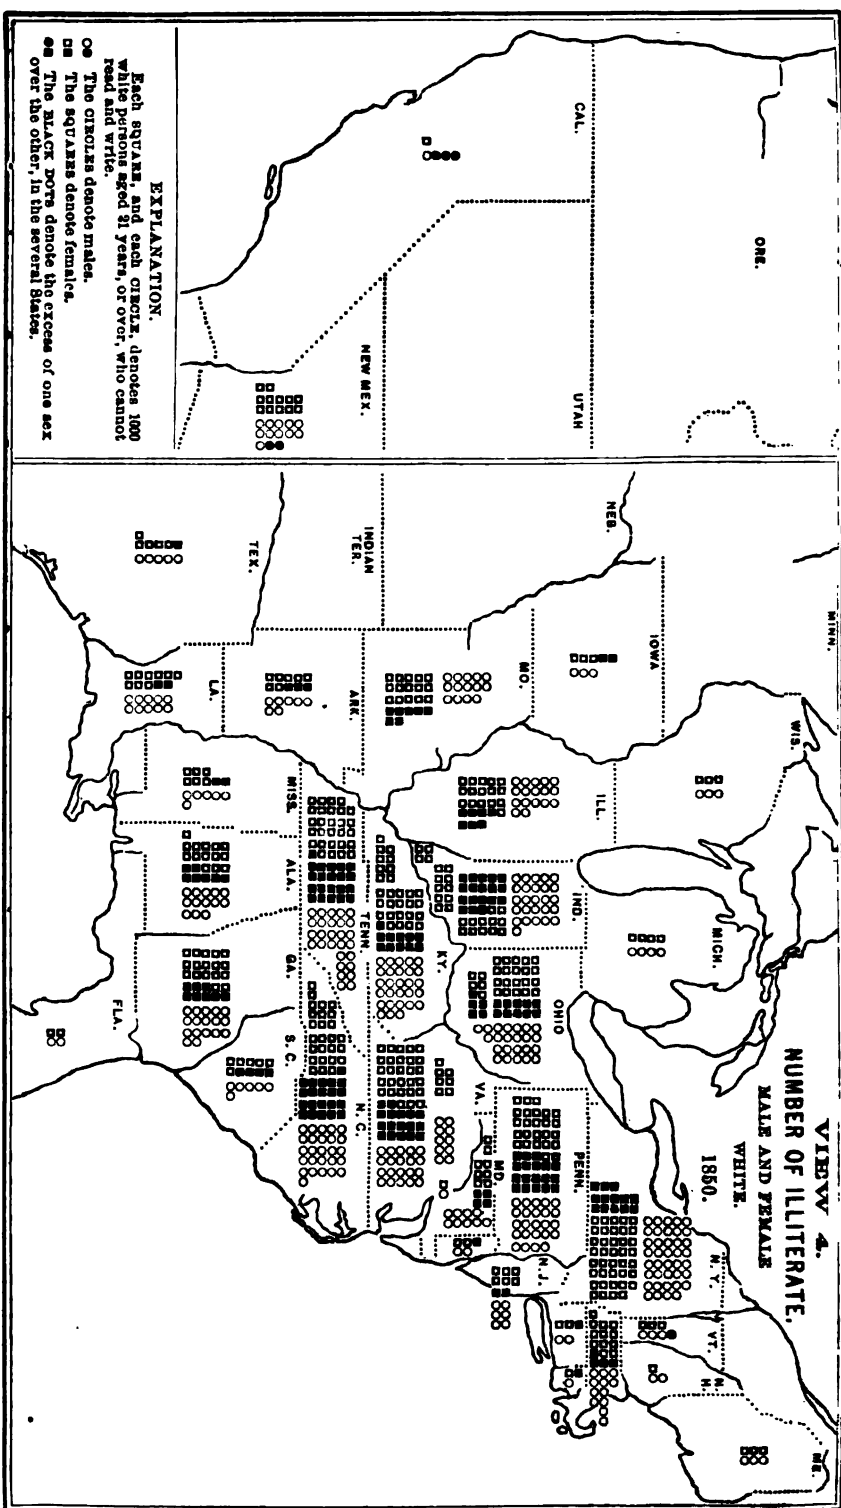 VIEW 4.
NUMBER OF ILLITERATE.
MALE AND FEMALE
WHITE.
1850.
ORE.
CAL.
UTAH
NEW MEX.
EXPLANATION.
Each SQUARE, and each CIRCLE, denotes 1000
white persons aged 21 years, or over, who cannot
read and write.
The CIRCLES denote males.
The SQUARES denote females.
The BLACK DOTS denote the excess of one sex
over the other, in the several States.
MINN.
NEB.
IOWA
WIS.
MICH.
INDIAN
TER.
MO.
ILL.
IND.
OHIO
PENN.
N. Y.
VT.
N.
H.
ME.
N. J.
MD.
VA.
KY.
TEX.
ARK.
TENN.
N. C.
LA.
MISS.
ALA.
GA.
S. C.
FLA.